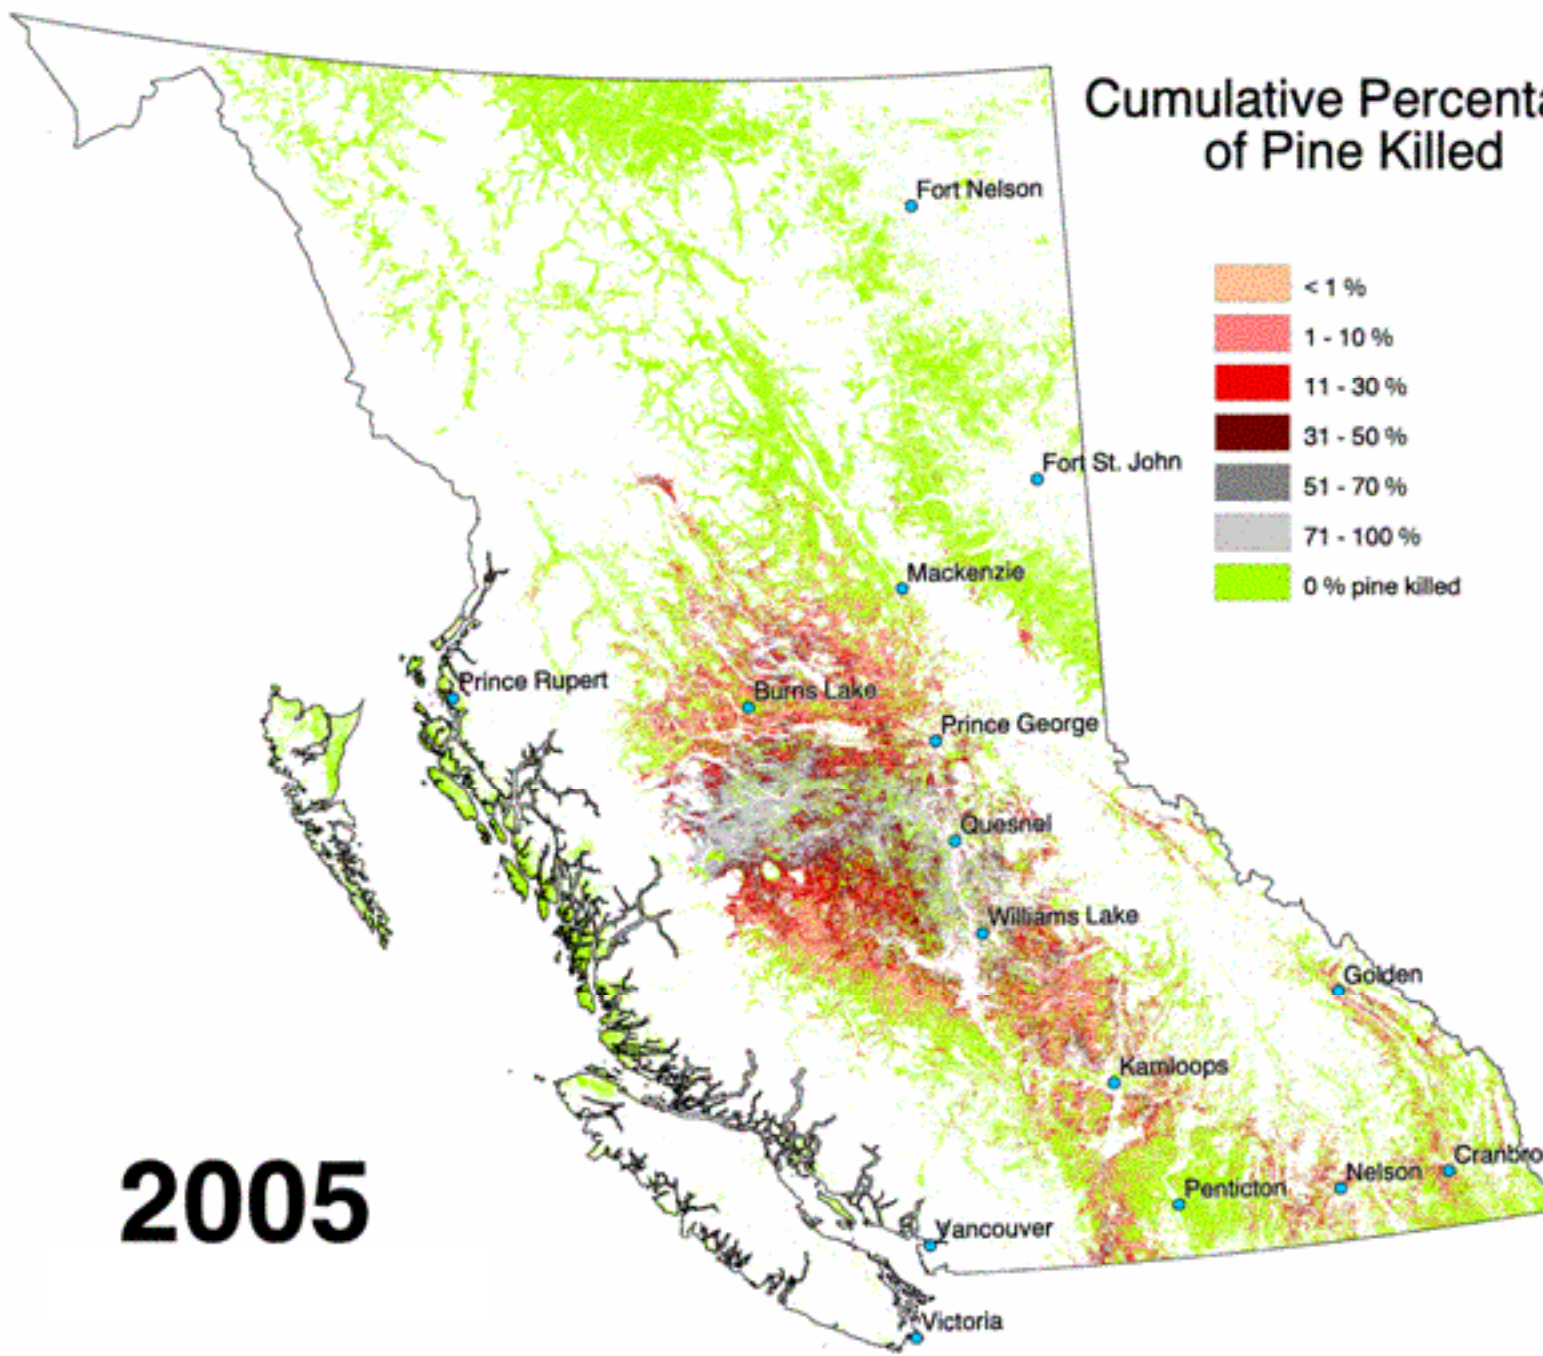 Cumulative Percenta
of Pine Killed
Fort Nelson
< 1 %
1 - 10 %
11 - 30 %
31 - 50 %
Fort St. John
51 - 70 %
71 - 100 %
Mackenzie
0 % pine killed
Prince Rupert
Burns Lake
Prince George
Quesnel
Williams Lake
Golden
Kamloops
Cranbro
Nelson
Penticton
2005
Vancouver
Victoria